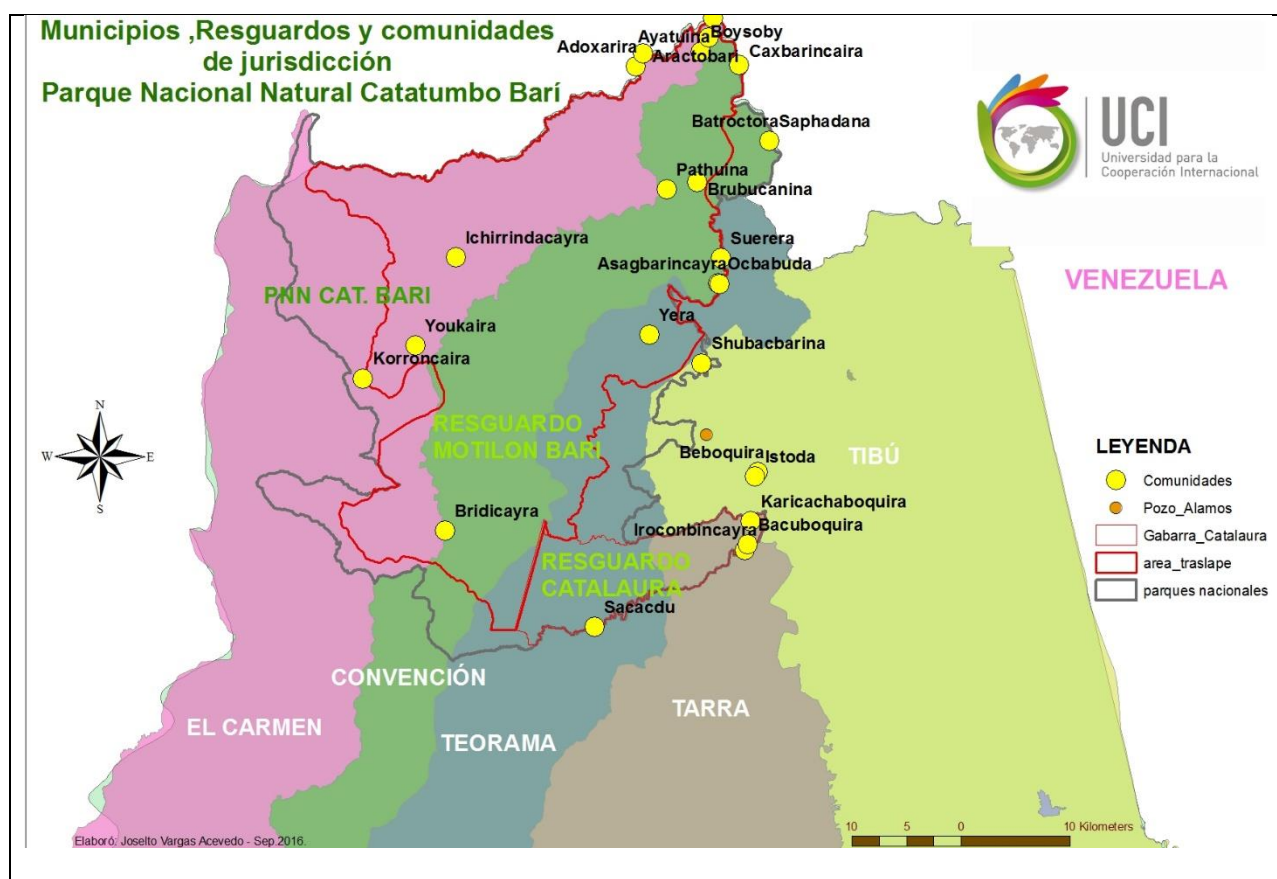 Municipios ,Resguardos y comunidades
de jurisdicción
Parque Nacional Natural Catatumbo Barí
Adoxarira
Ayatuina
Boysoby
Aractobari
Caxbarincaira
UCI
Universidad para la
Cooperación Internacional
BatroctoraSaphadana
Pathuina
Brubucanina
Ichirrindacayra
Suerera
AsagbarincayraOcbabuda
VENEZUELA
PNN CAT. BARI
Youkaira
Yera
Korroncaira
Shubacbarina
N
W
E
S
RESGUARDO
MOTILON BARI
Beboquira
Istoda
TIBÚ
LEYENDA
Comunidades
Pozo_Alamos
Gabarra_Catalaura
area_traslape
parques nacionales
Karicachaboquira
Bridicayra
Iroconbincayra
Bacuboquira
RESGUARDO
CATALAURA
Sacacdu
CONVENCIÓN
EL CARMEN
TEORAMA
TARRA
10 5 0 10 Kilometers
Elaboró: Joselto Vargas Acevedo - Sep.2016.